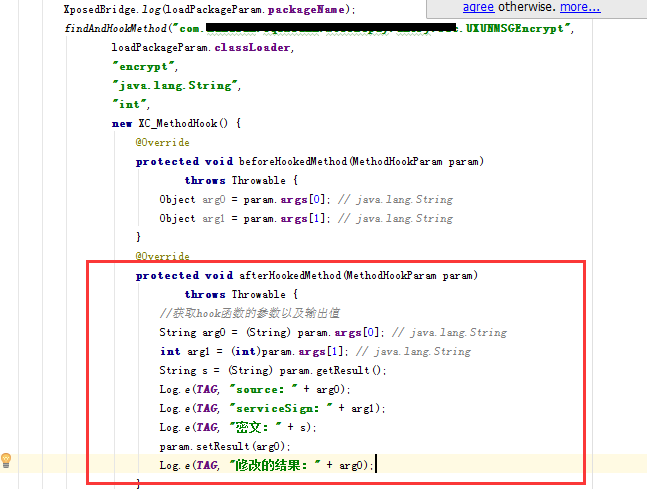 XposedBridge.log(loadPackageParam.packageName);
agree otherwise. more...
findAndHookMethod("com. .UXUNMSGEncrypt",
loadPackageParam.classLoader,
"encrypt",
"java.lang.String",
"int",
new XC_MethodHook() {
@Override
protected void beforeHookedMethod(MethodHookParam param)
throws Throwable {
Object arg0 = param.args[0]; // java.lang.String
Object arg1 = param.args[1]; // java.lang.String
}
@Override
protected void afterHookedMethod(MethodHookParam param)
throws Throwable {
//获取hook函数的参数以及输出值
String arg0 = (String) param.args[0]; // java.lang.String
int arg1 = (int)param.args[1]; // java.lang.String
String s = (String) param.getResult();
Log.e(TAG, "source: " + arg0);
Log.e(TAG, "serviceSign: " + arg1);
Log.e(TAG, "密文: " + s);
param.setResult(arg0);
Log.e(TAG, "修改的结果: " + arg0);
}